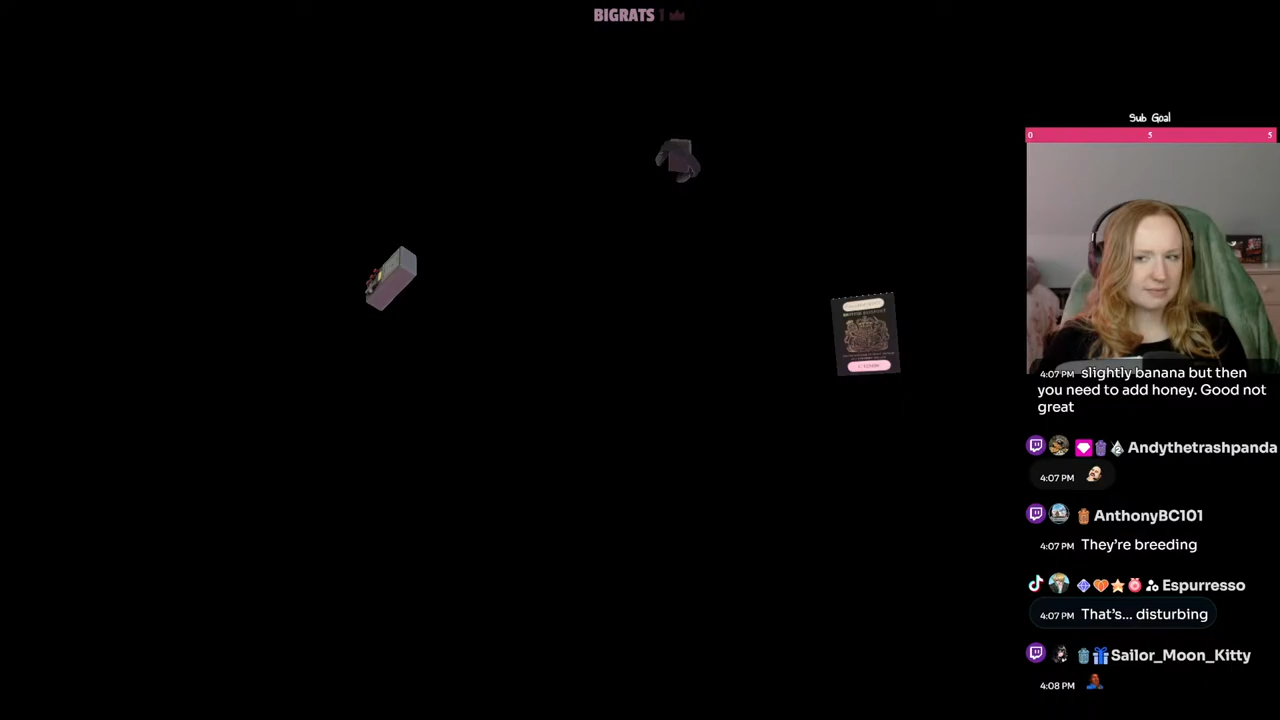 BIGRATS 1
Sub Goal
0 5 5
4:07 PM slightly banana but then
you need to add honey. Good not
great
Andythetrashpanda
4:07 PM
AnthonyBC101
4:07 PM They're breeding
Espurresso
4:07 PM That's... disturbing
Sailor_Moon_Kitty
4:08 PM